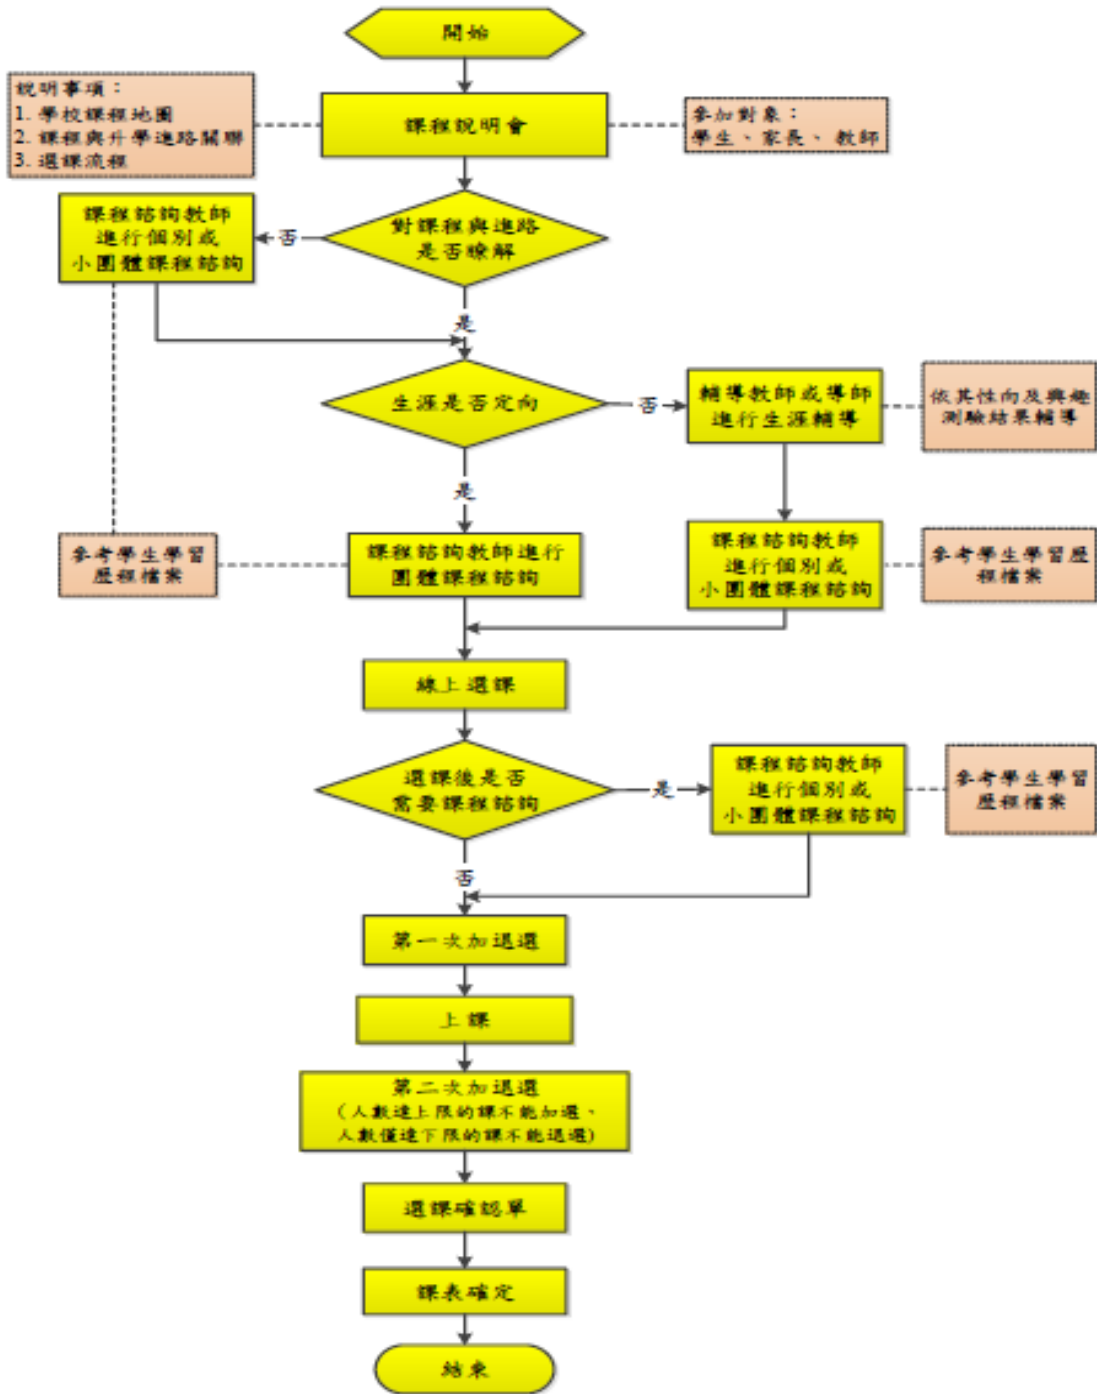 開始
說明事項：
1. 學校課程地圖
2. 課程與升學進路關聯
3. 選課流程
課程說明會
參加對象：
學生、家長、教師
對課程與進路
是否瞭解
否
課程諮詢教師
進行個別或
小團體課程諮詢
是
生涯是否定向
否
輔導教師或導師
進行生涯輔導
依其性向及興趣
測驗結果輔導
是
參考學生學習
歷程檔案
課程諮詢教師進行
團體課程諮詢
課程諮詢教師
進行個別或
小團體課程諮詢
參考學生學習歷
程檔案
線上選課
選課後是否
需要課程諮詢
是
課程諮詢教師
進行個別或
小團體課程諮詢
參考學生學習
歷程檔案
否
第一次加退選
上課
第二次加退選
（人數達上限的課不能加選、
人數僅達下限的課不能退選)
選課確認單
課表確定
結束